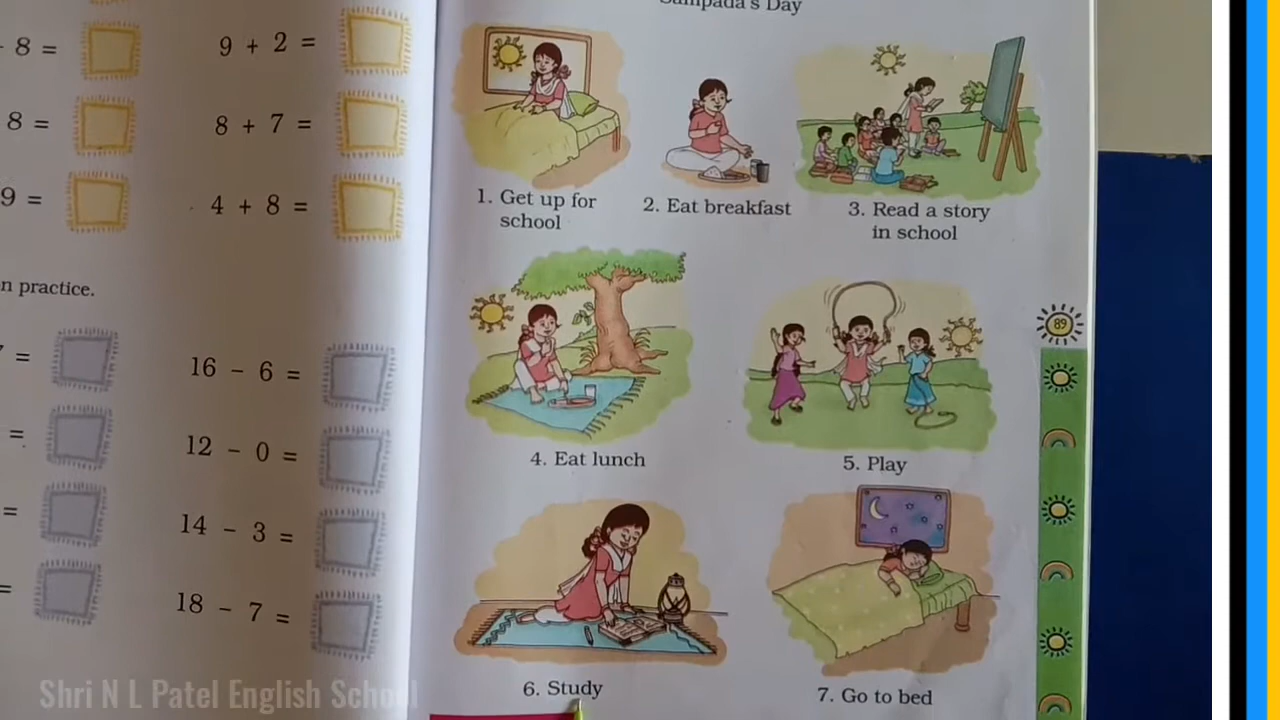 8 =
9 + 2 =
8 =
8 + 7 =
9 =
4 + 8 =
n practice.
=
16 - 6 =
=
12 - 0 =
=
14 - 3 =
=
18 - 7 =
Sampada's Day
1. Get up for
school
2. Eat breakfast
3. Read a story
in school
4. Eat lunch
5. Play
89
6. Study
7. Go to bed
Shri N L Patel English School